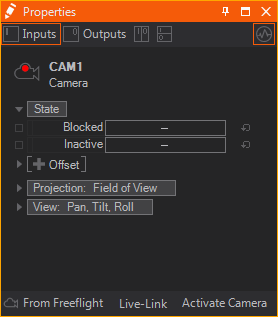 Properties
Inputs Outputs
CAM1
Camera
State
Blocked --
Inactive --
Offset
Projection: Field of View
View: Pan, Tilt, Roll
From Freeflight Live-Link Activate Camera